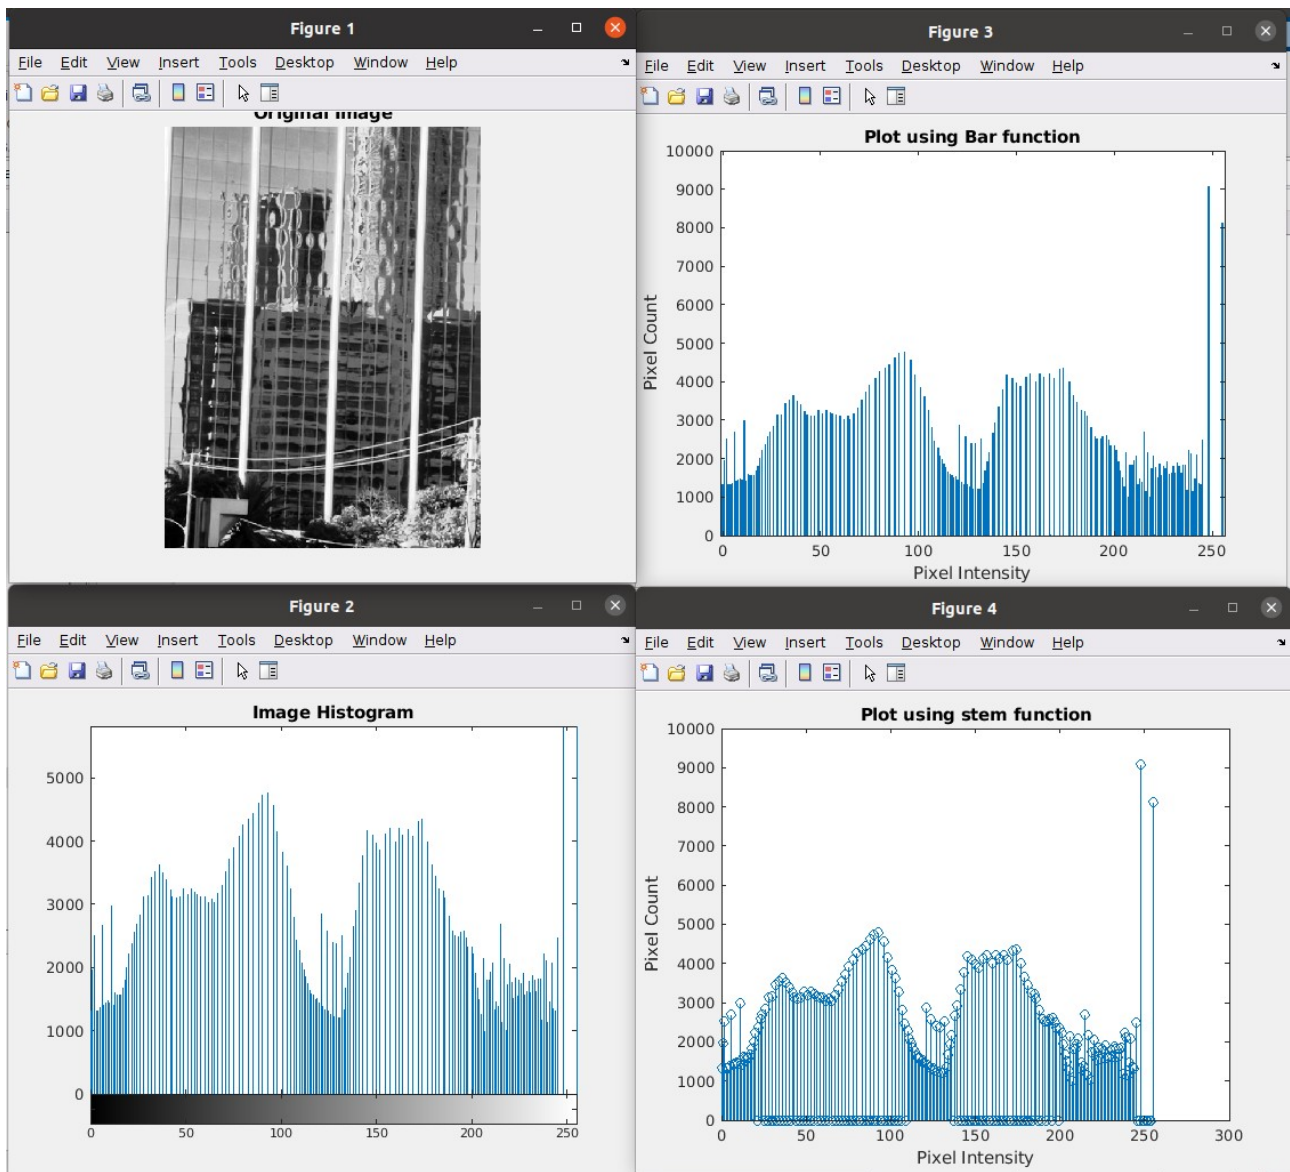 Figure 1
File Edit View Insert Tools Desktop Window Help
Original Image
Figure 3
File Edit View Insert Tools Desktop Window Help
Plot using Bar function
10000
9000
8000
7000
6000
5000
4000
3000
2000
1000
0
Pixel Count
0 50 100 150 200 250
Pixel Intensity
Figure 2
File Edit View Insert Tools Desktop Window Help
Image Histogram
5000
4000
3000
2000
1000
0
0 50 100 150 200 250
Figure 4
File Edit View Insert Tools Desktop Window Help
Plot using stem function
10000
9000
8000
7000
6000
5000
4000
3000
2000
1000
0
Pixel Count
0 50 100 150 200 250 300
Pixel Intensity